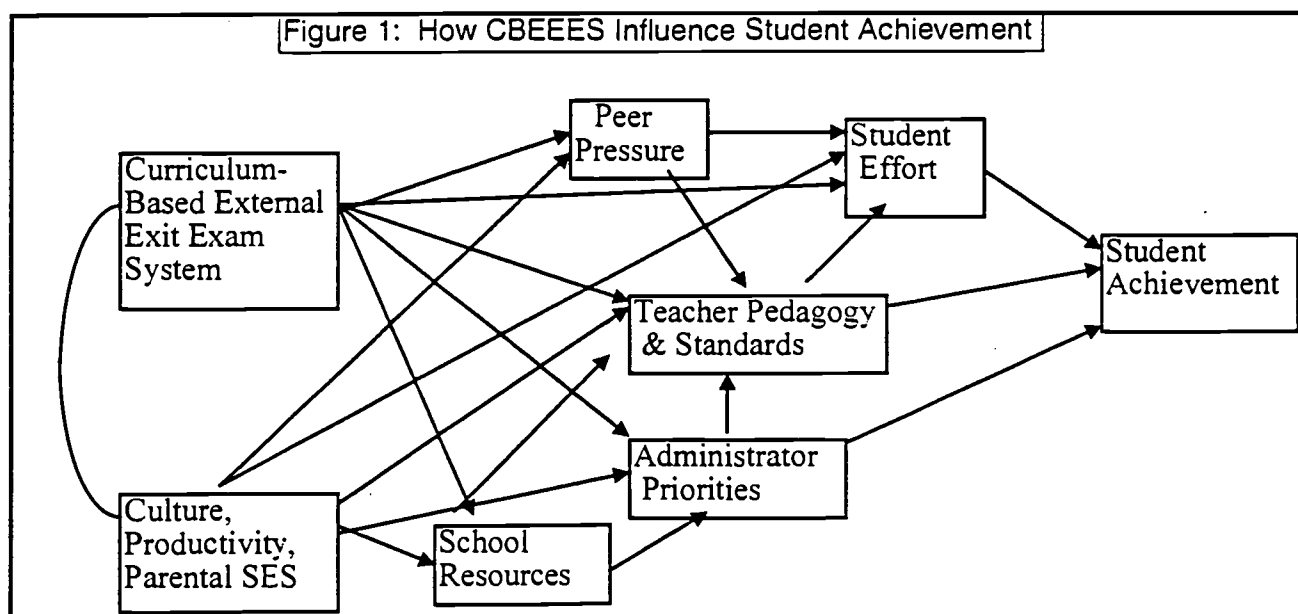 Figure 1: How CBEEES Influence Student Achievement
Peer
Pressure
Student
Effort
Curriculum-
Based External
Exit Exam
System
Student
Achievement
Teacher Pedagogy
& Standards
Administrator
Priorities
Culture,
Productivity,
Parental SES
School
Resources